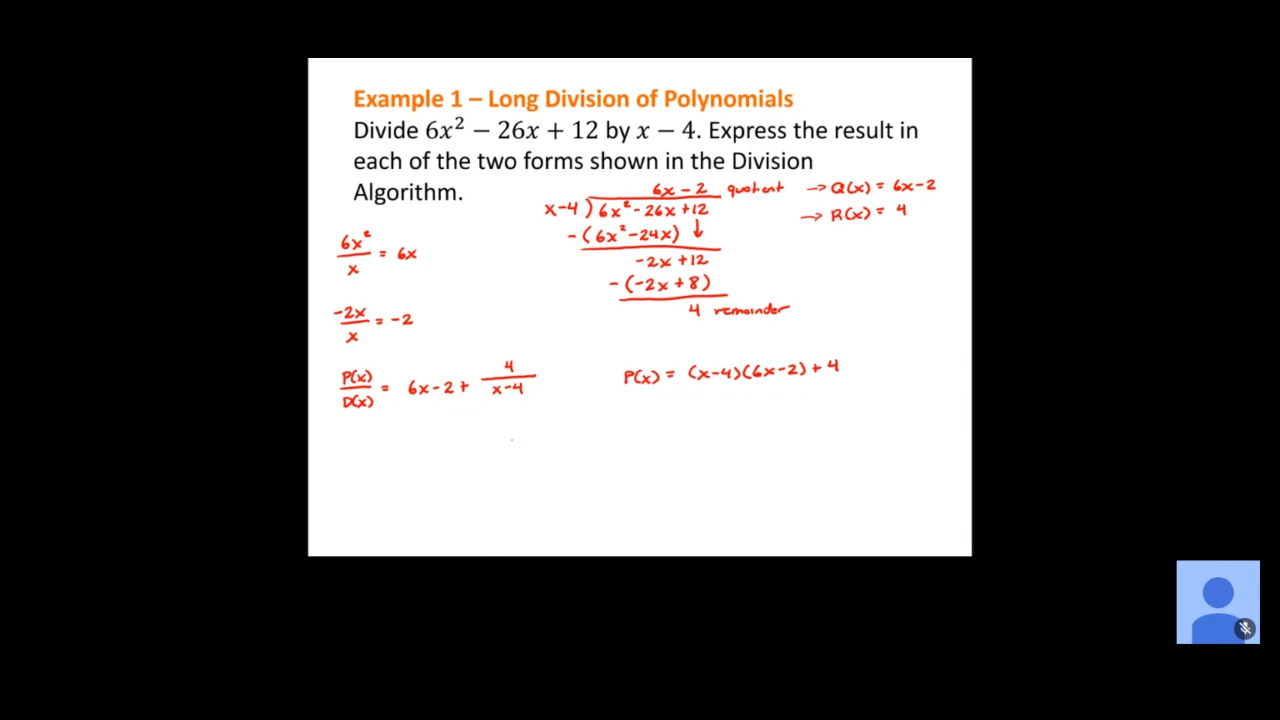 Example 1 – Long Division of Polynomials
Divide 6x² − 26x + 12 by x − 4. Express the result in
each of the two forms shown in the Division
Algorithm.
6x − 2 quotient → Q(x) = 6x−2
x−4 ) 6x² − 26x + 12 → R(x) = 4
−(6x² − 24x) ↓
−2x + 12
−(−2x + 8)
4 remainder
6x²/x = 6x
−2x/x = −2
P(x)/D(x) = 6x−2 + 4/(x−4)
P(x) = (x−4)(6x−2) + 4